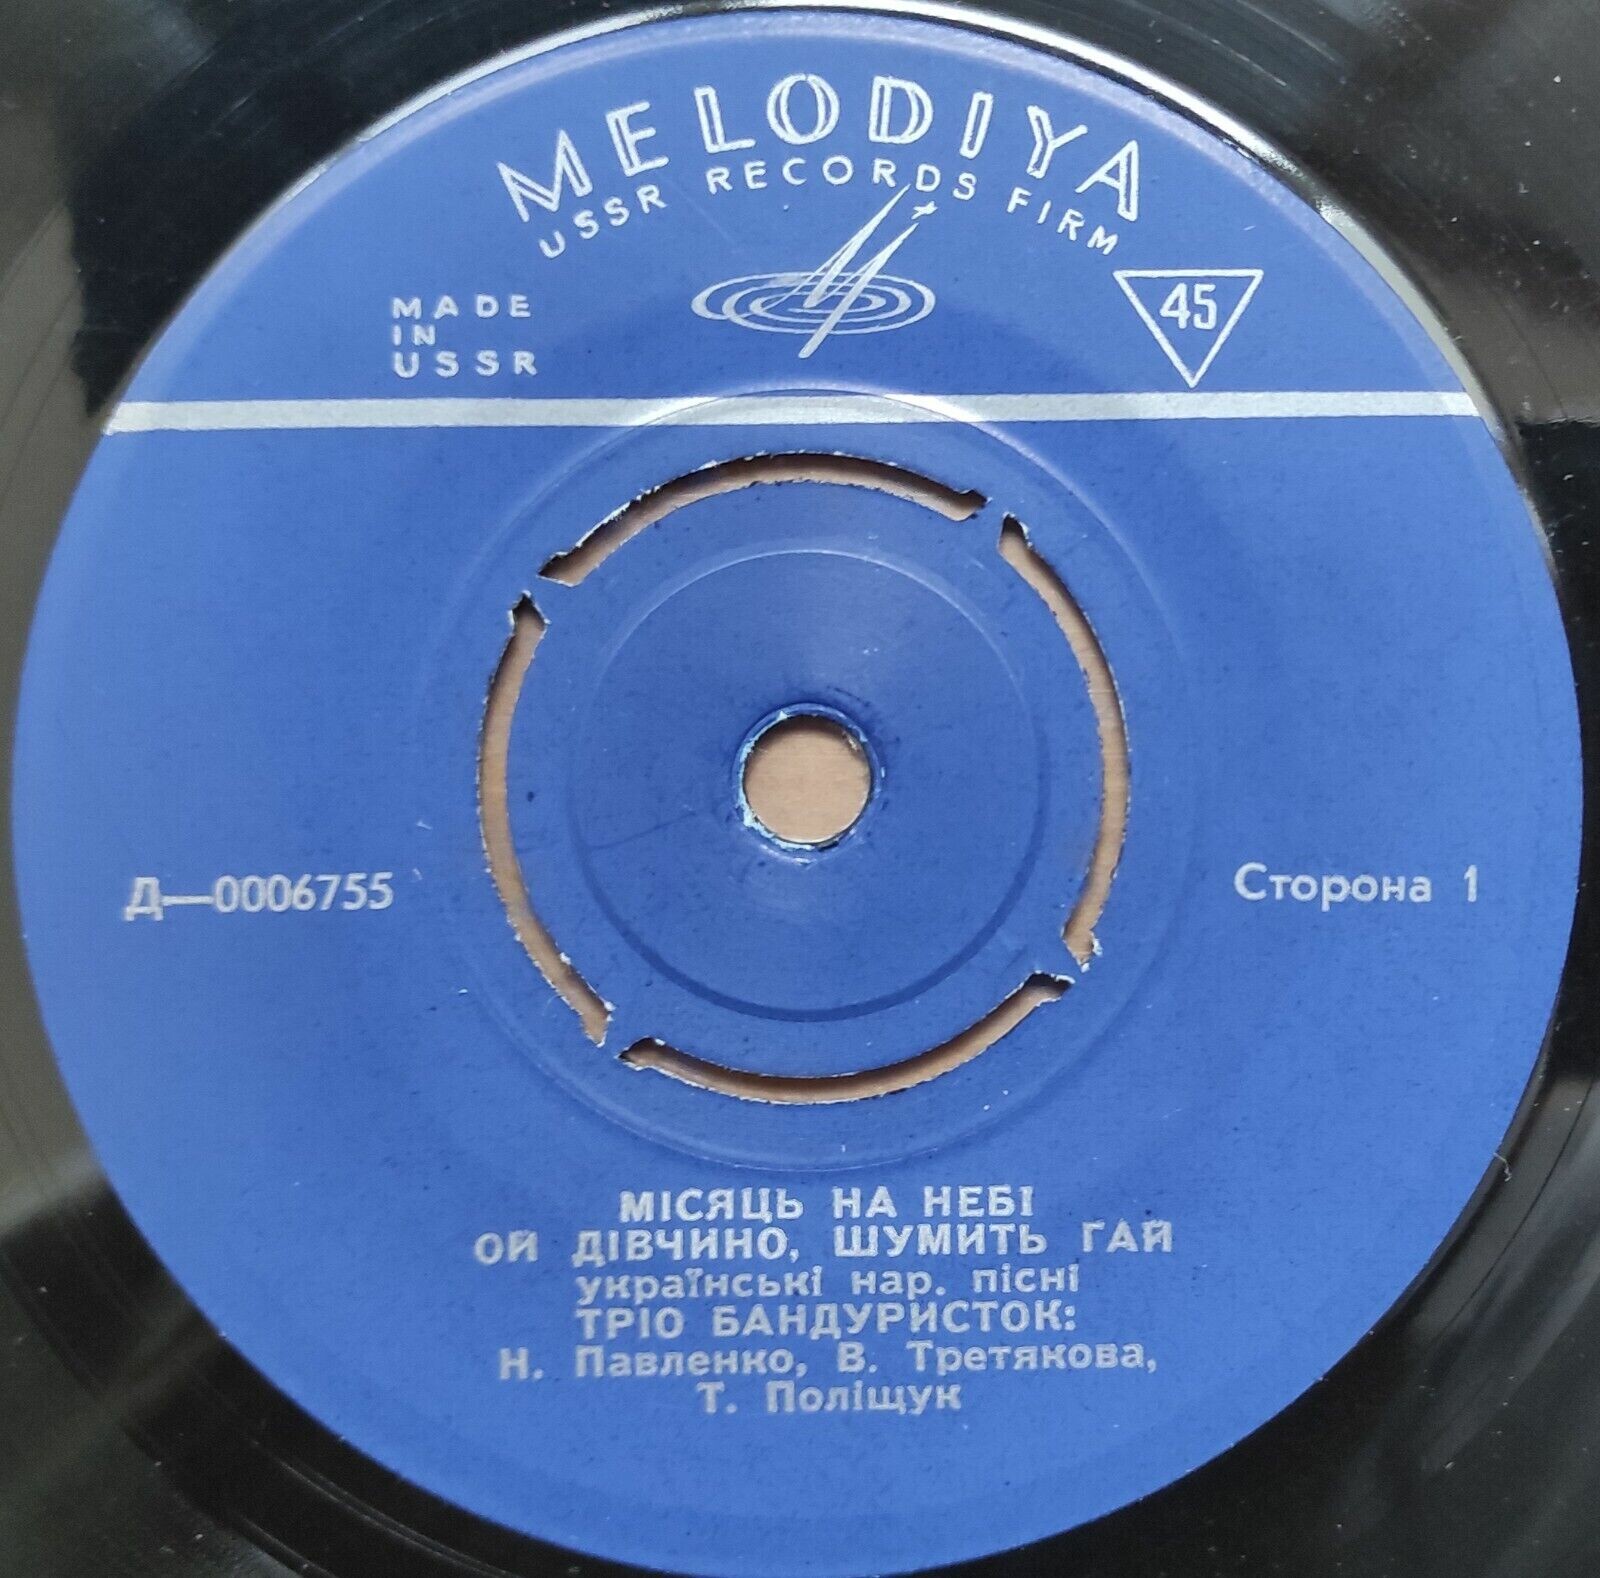 MELODIYA
USSR RECORDS FIRM
MADE
IN
USSR
45
Д—0006755
Сторона 1
МІСЯЦЬ НА НЕБІ
ОЙ ДІВЧИНО, ШУМИТЬ ГАЙ
українські нар. пісні
ТРІО БАНДУРИСТОК:
Н. Павленко, В. Третякова,
Т. Поліщук